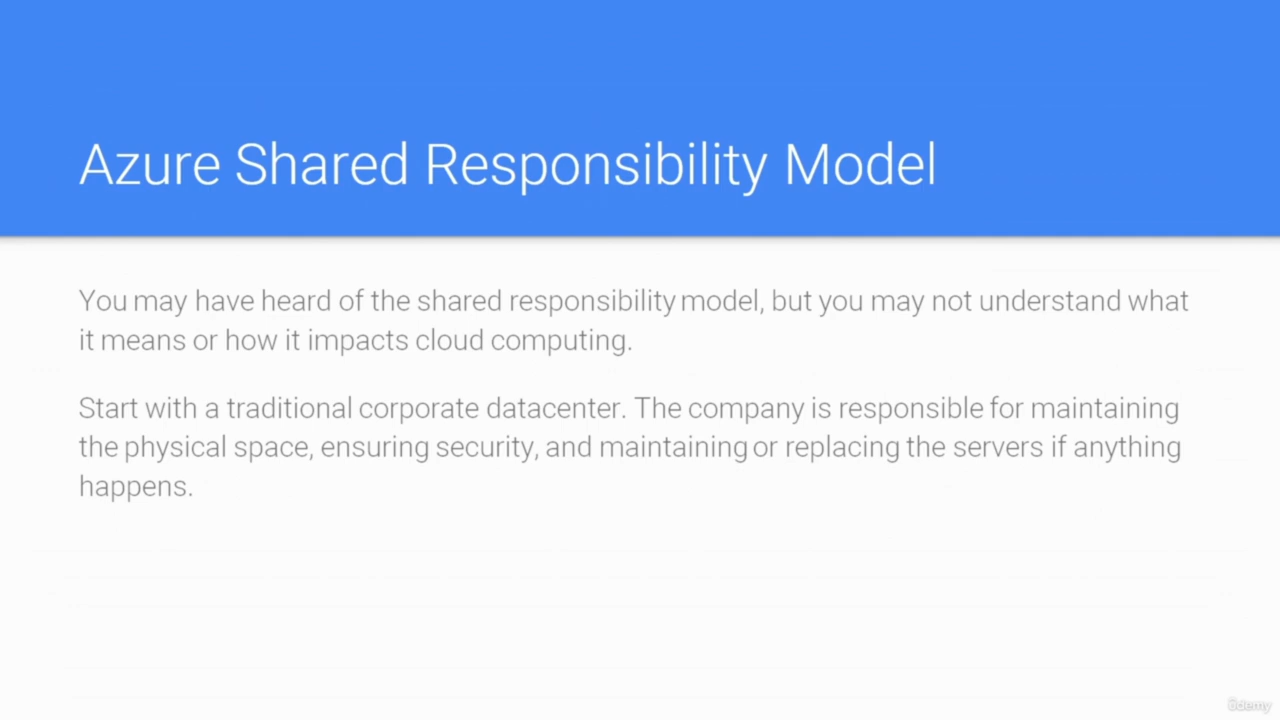 Azure Shared Responsibility Model
You may have heard of the shared responsibility model, but you may not understand what
it means or how it impacts cloud computing.
Start with a traditional corporate datacenter. The company is responsible for maintaining
the physical space, ensuring security, and maintaining or replacing the servers if anything
happens.
ûdemy